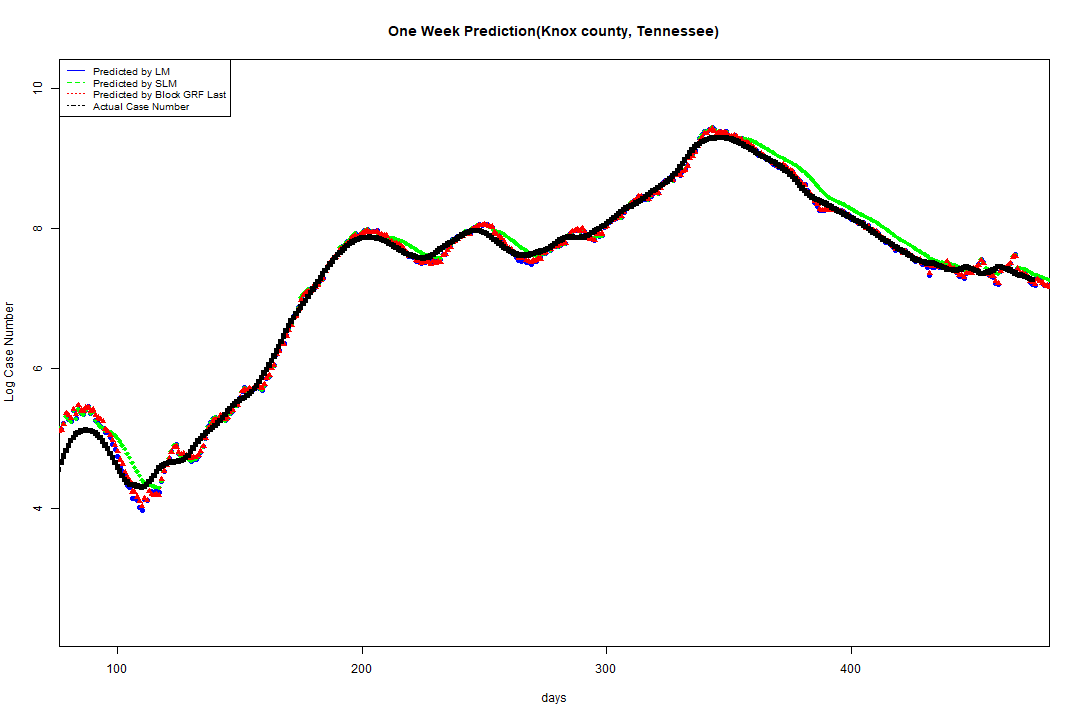 One Week Prediction(Knox county, Tennessee)
Predicted by LM
Predicted by SLM
Predicted by Block GRF Last
Actual Case Number
10
8
6
4
Log Case Number
100 200 300 400
days